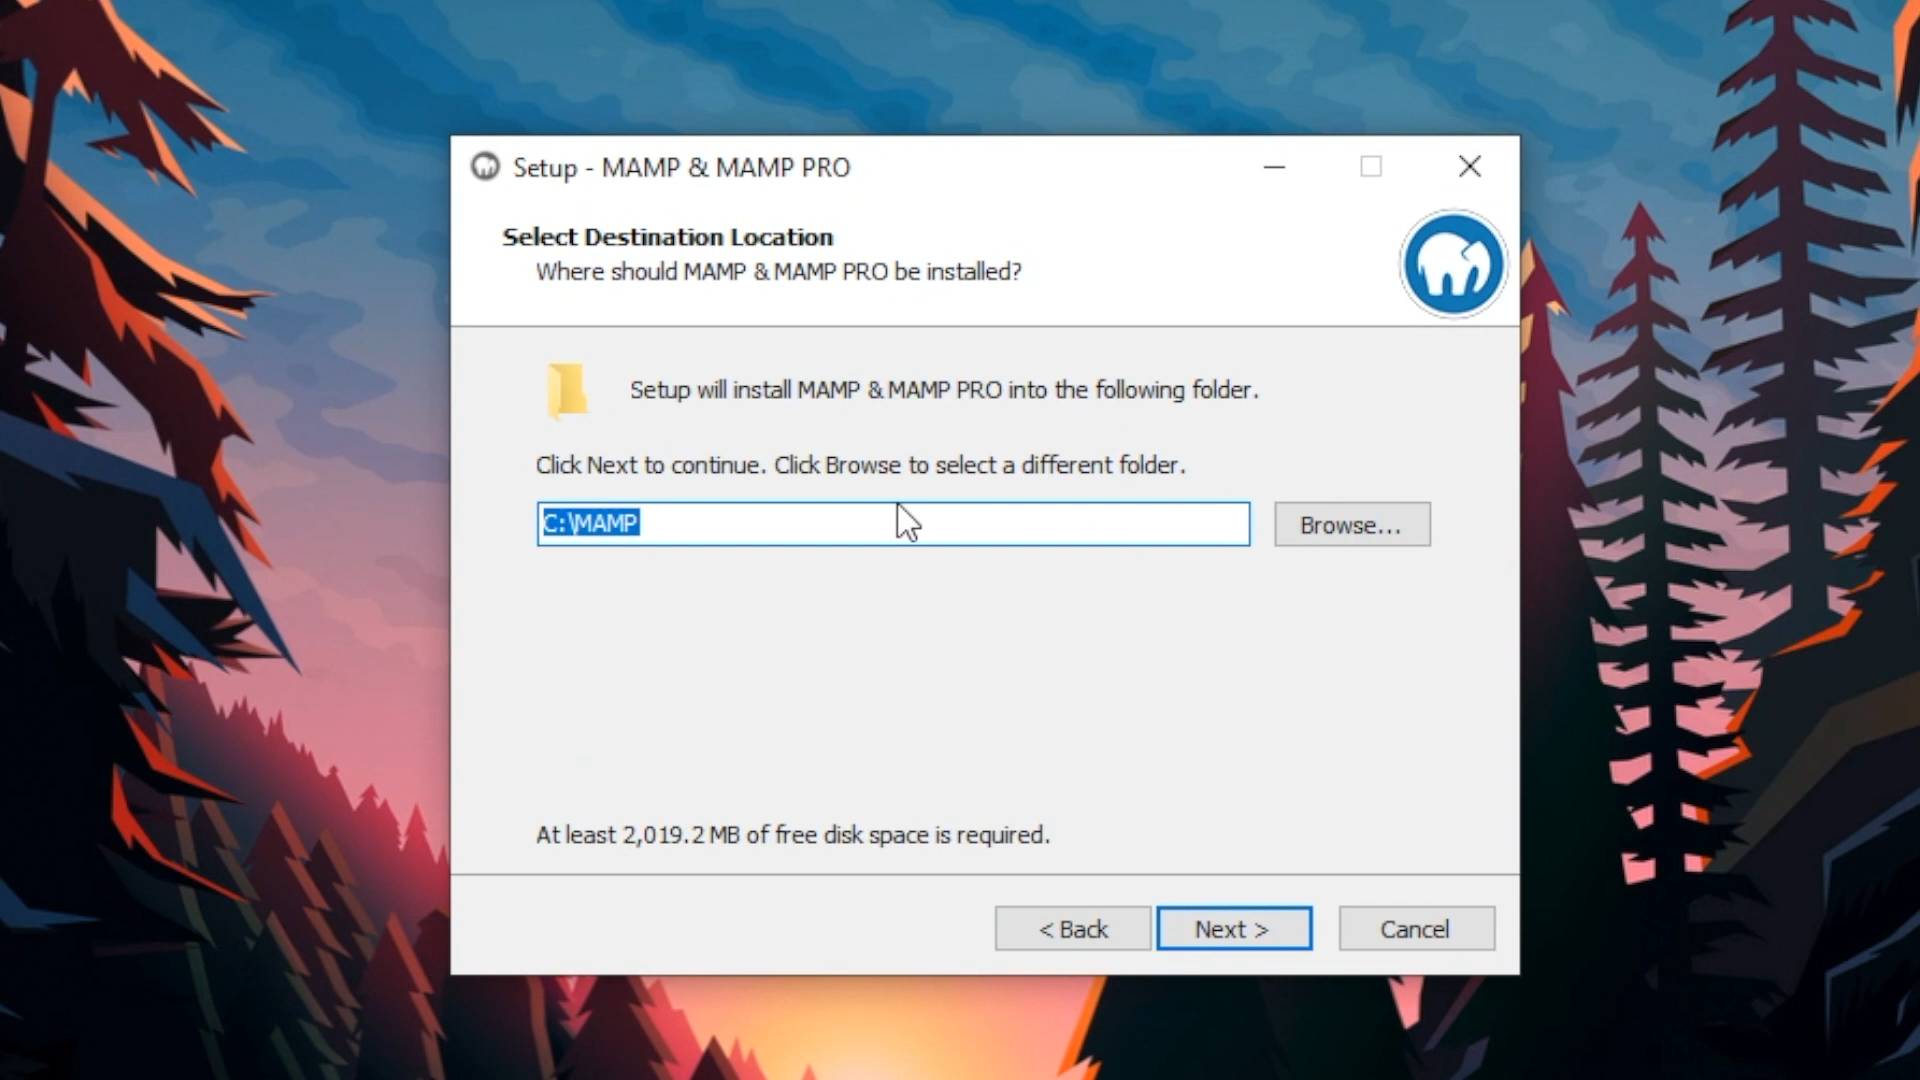 Setup - MAMP & MAMP PRO
Select Destination Location
Where should MAMP & MAMP PRO be installed?
Setup will install MAMP & MAMP PRO into the following folder.
Click Next to continue. Click Browse to select a different folder.
C:\MAMP
Browse...
At least 2,019.2 MB of free disk space is required.
< Back
Next >
Cancel